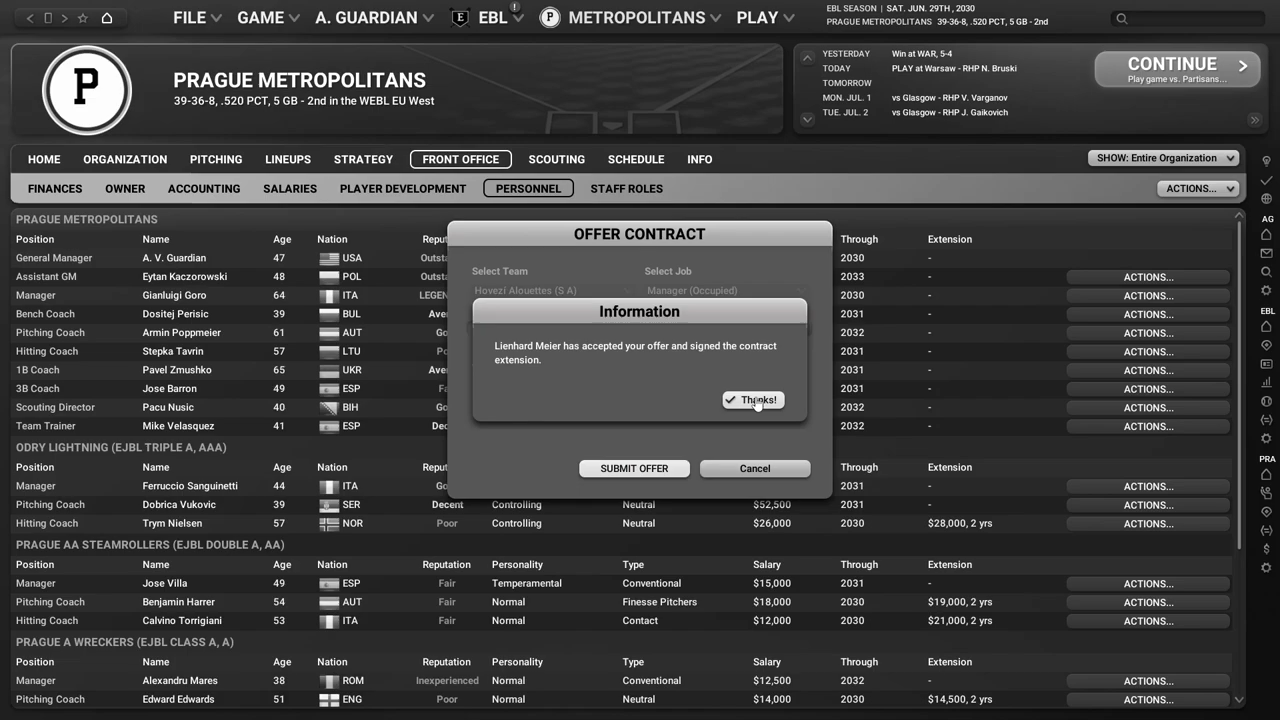 FILE GAME A. GUARDIAN E EBL ! P METROPOLITANS PLAY
EBL SEASON | SAT. JUN. 29TH , 2030
PRAGUE METROPOLITANS 39-36-8, .520 PCT, 5 GB - 2nd
P
PRAGUE METROPOLITANS
39-36-8, .520 PCT, 5 GB - 2nd in the WEBL EU West
YESTERDAY Win at WAR, 5-4
TODAY PLAY at Warsaw - RHP N. Bruski
TOMORROW
MON. JUL. 1 vs Glasgow - RHP V. Varganov
TUE. JUL. 2 vs Glasgow - RHP J. Gaikovich
CONTINUE
Play game vs. Partisans...
HOME ORGANIZATION PITCHING LINEUPS STRATEGY FRONT OFFICE SCOUTING SCHEDULE INFO
SHOW: Entire Organization
FINANCES OWNER ACCOUNTING SALARIES PLAYER DEVELOPMENT PERSONNEL STAFF ROLES
ACTIONS...
PRAGUE METROPOLITANS
Position Name Age Nation Reput Through Extension
General Manager A. V. Guardian 47 USA Outsta 2030
Assistant GM Eytan Kaczorowski 48 POL Outsta 2033 - ACTIONS...
Manager Gianluigi Goro 64 ITA LEGEN 2030 - ACTIONS...
Bench Coach Dositej Perisic 39 BUL Aver 2031 - ACTIONS...
Pitching Coach Armin Poppmeier 61 AUT Go 2032 - ACTIONS...
Hitting Coach Stepka Tavrin 57 LTU Po 2031 - ACTIONS...
1B Coach Pavel Zmushko 65 UKR Aver 2031 - ACTIONS...
3B Coach Jose Barron 49 ESP Fa 2031 - ACTIONS...
Scouting Director Pacu Nusic 40 BIH Go 2032 - ACTIONS...
Team Trainer Mike Velasquez 41 ESP Dec 2032 - ACTIONS...
OFFER CONTRACT
Select Team Select Job
Hovezí Alouettes (S A) Manager (Occupied)
Information
Lienhard Meier has accepted your offer and signed the contract
extension.
Thanks!
SUBMIT OFFER Cancel
ODRY LIGHTNING (EJBL TRIPLE A, AAA)
Position Name Age Nation Reput Through Extension
Manager Ferruccio Sanguinetti 44 ITA Go 2031 - ACTIONS...
Pitching Coach Dobrica Vukovic 39 SER Decent Controlling Neutral $52,500 2031 - ACTIONS...
Hitting Coach Trym Nielsen 57 NOR Poor Controlling Neutral $26,000 2030 $28,000, 2 yrs ACTIONS...
PRAGUE AA STEAMROLLERS (EJBL DOUBLE A, AA)
Position Name Age Nation Reputation Personality Type Salary Through Extension
Manager Jose Villa 49 ESP Fair Temperamental Conventional $15,000 2031 - ACTIONS...
Pitching Coach Benjamin Harrer 54 AUT Fair Normal Finesse Pitchers $18,000 2030 $19,000, 2 yrs ACTIONS...
Hitting Coach Calvino Torrigiani 53 ITA Fair Normal Contact $12,000 2030 $21,000, 2 yrs ACTIONS...
PRAGUE A WRECKERS (EJBL CLASS A, A)
Position Name Age Nation Reputation Personality Type Salary Through Extension
Manager Alexandru Mares 38 ROM Inexperienced Normal Conventional $12,500 2032 - ACTIONS...
Pitching Coach Edward Edwards 51 ENG Poor Normal Neutral $14,000 2030 $14,500, 2 yrs ACTIONS...
AG
EBL
PRA